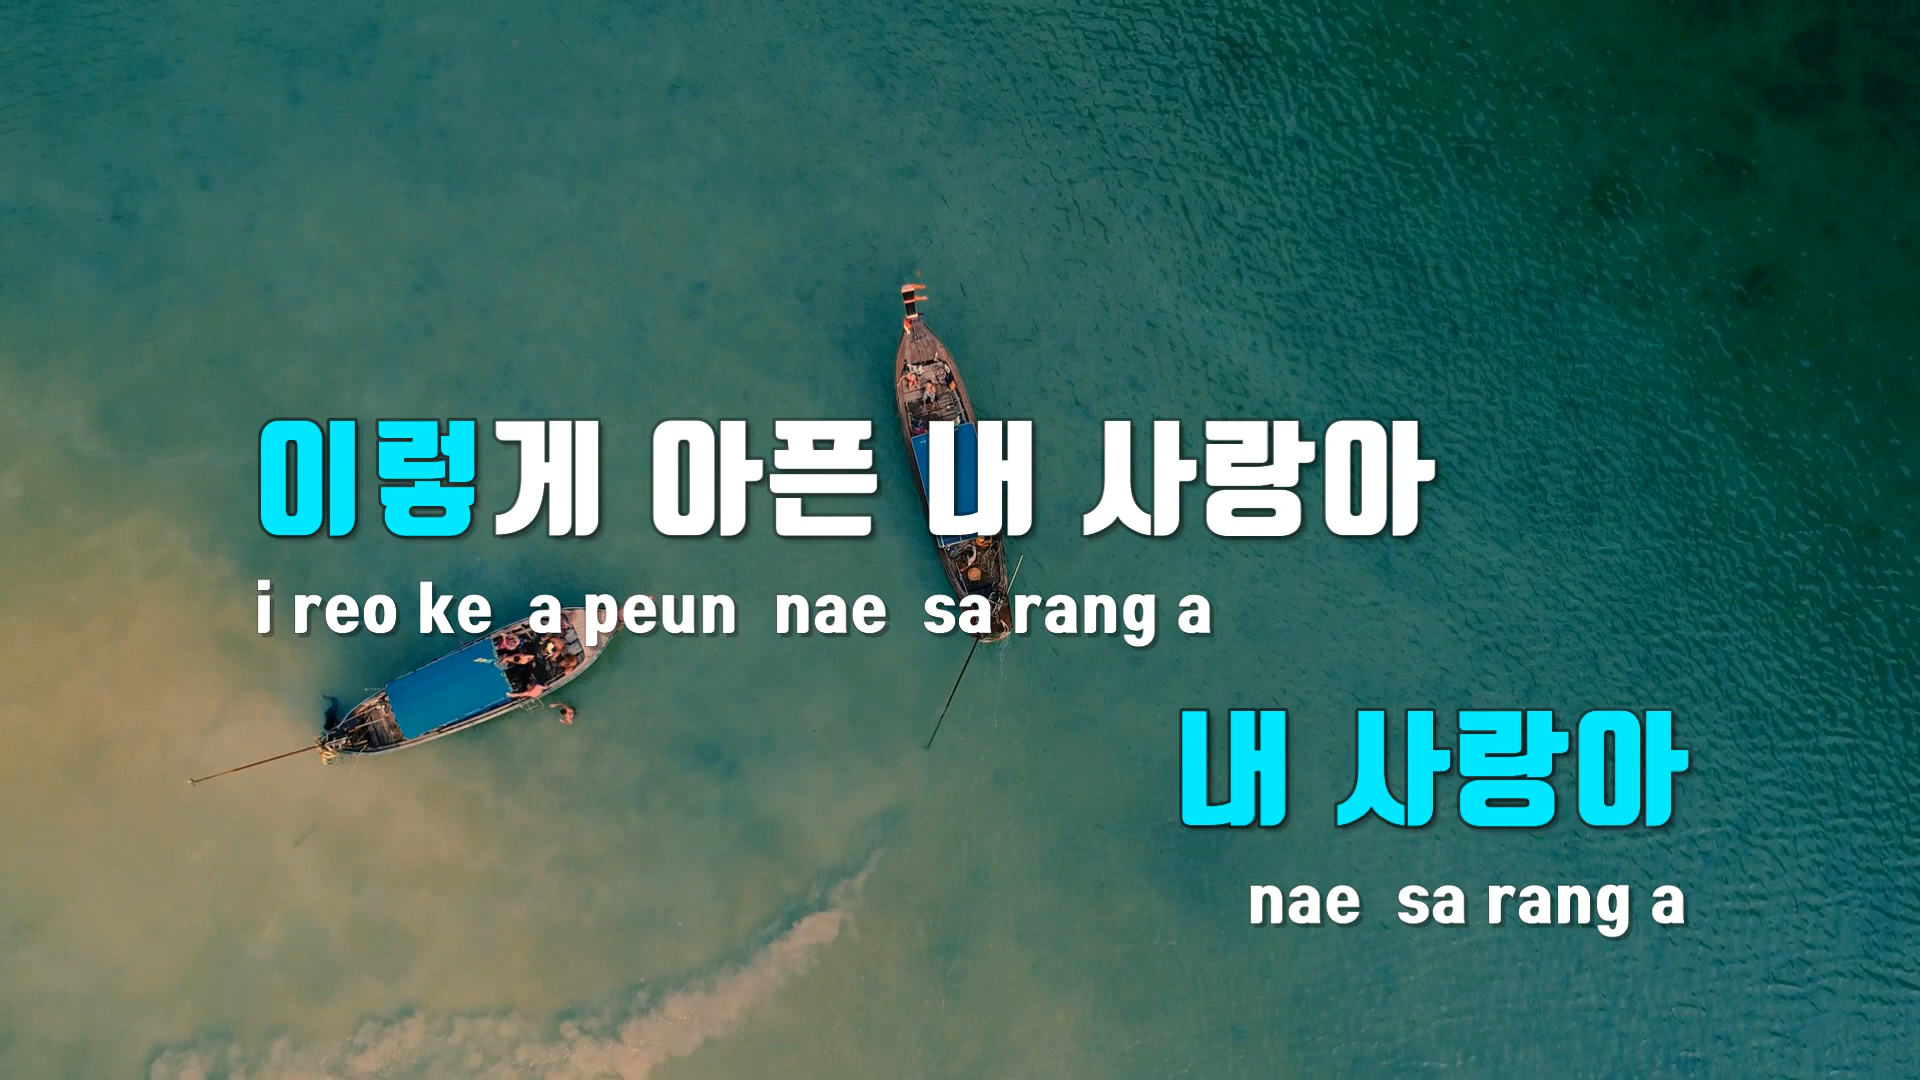 이렇게 아픈 내 사랑아
i reo ke a peun nae sa rang a
내 사랑아
nae sa rang a